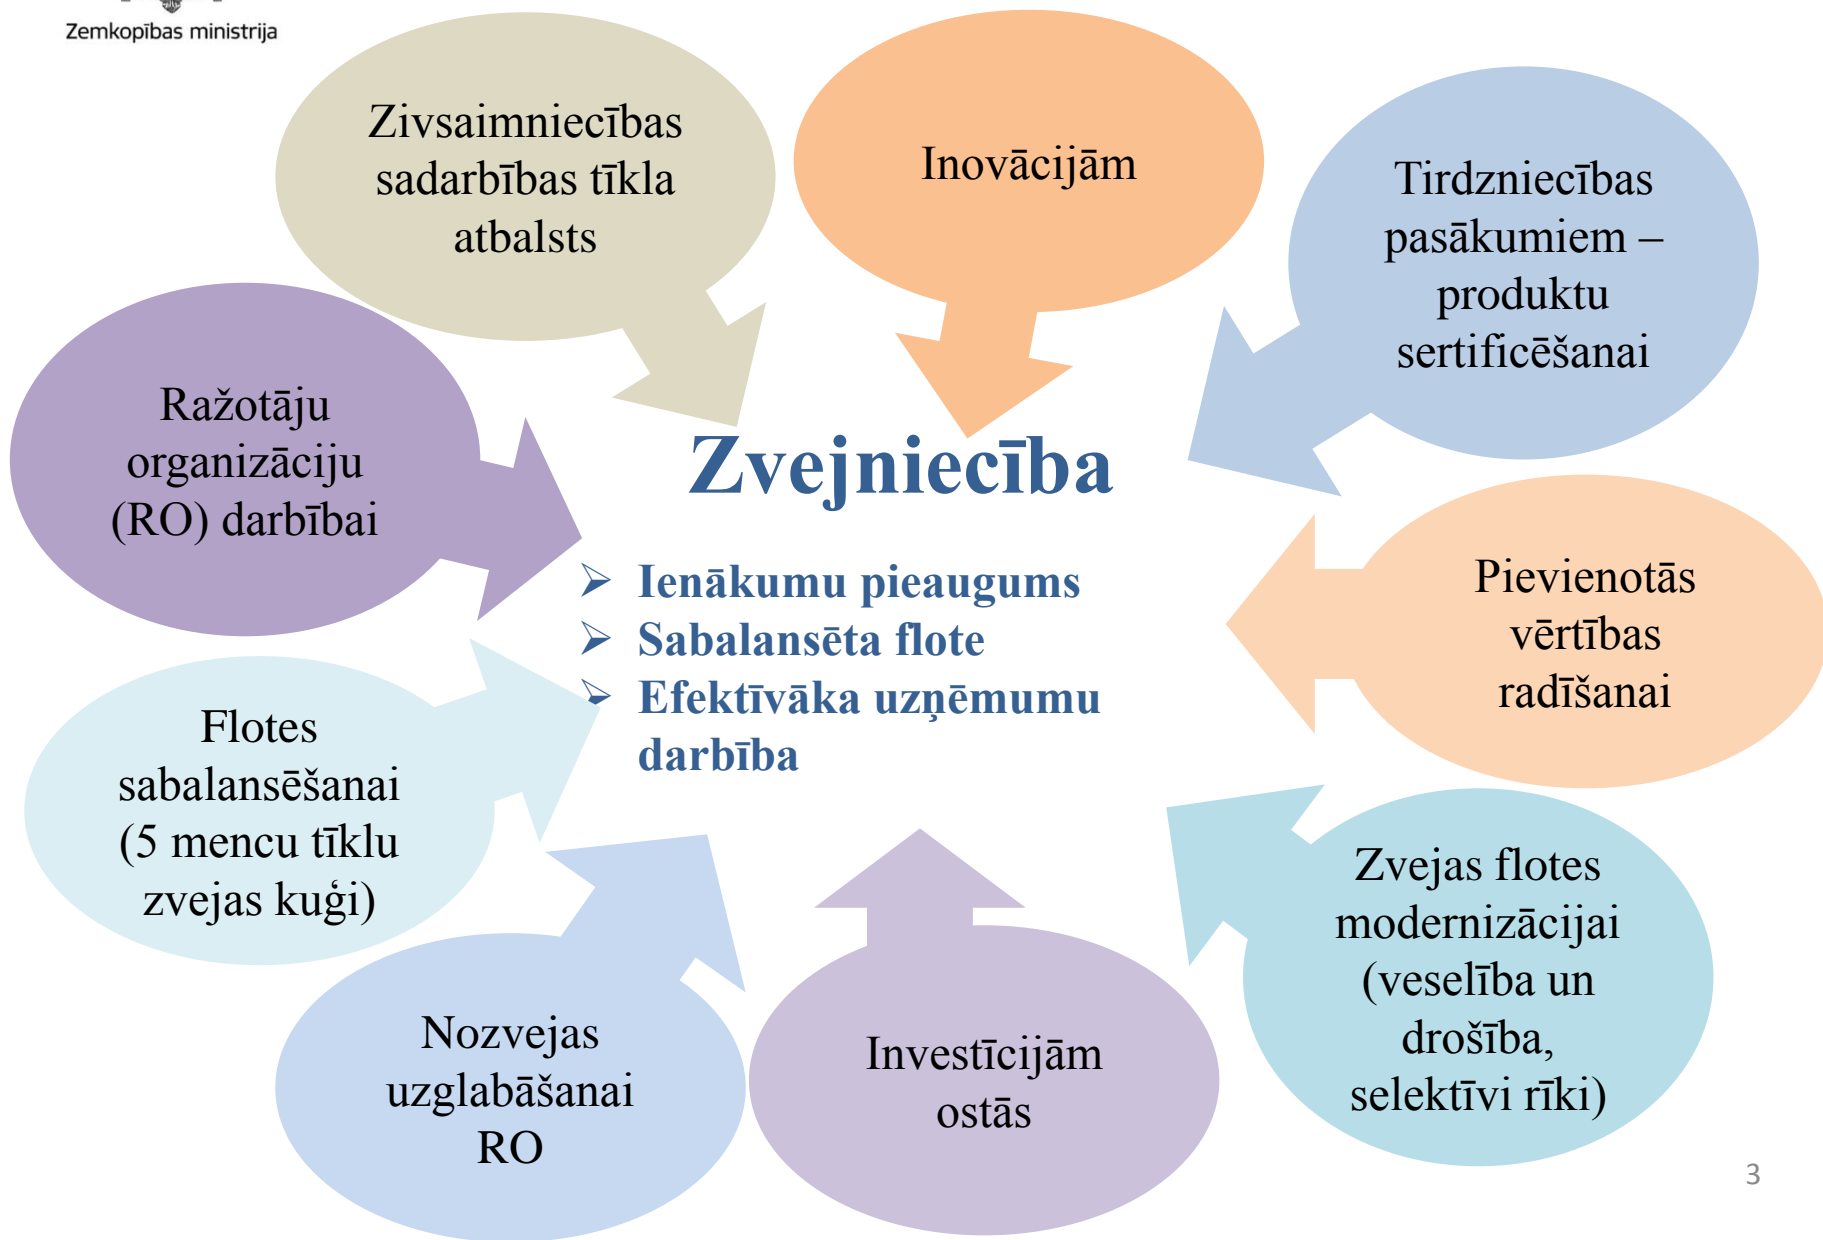 Zemkopības ministrija
Zivsaimniecības
sadarbības tīkla
atbalsts
Inovācijām
Tirdzniecības
pasākumiem –
produktu
sertificēšanai
Ražotāju
organizāciju
(RO) darbībai
Zvejniecība
➢ Ienākumu pieaugums
➢ Sabalansēta flote
➢ Efektīvāka uzņēmumu
darbība
Pievienotās
vērtības
radīšanai
Flotes
sabalansēšanai
(5 mencu tīklu
zvejas kuģi)
Zvejas flotes
modernizācijai
(veselība un
drošība,
selektīvi rīki)
Nozvejas
uzglabāšanai
RO
Investīcijām
ostās
3